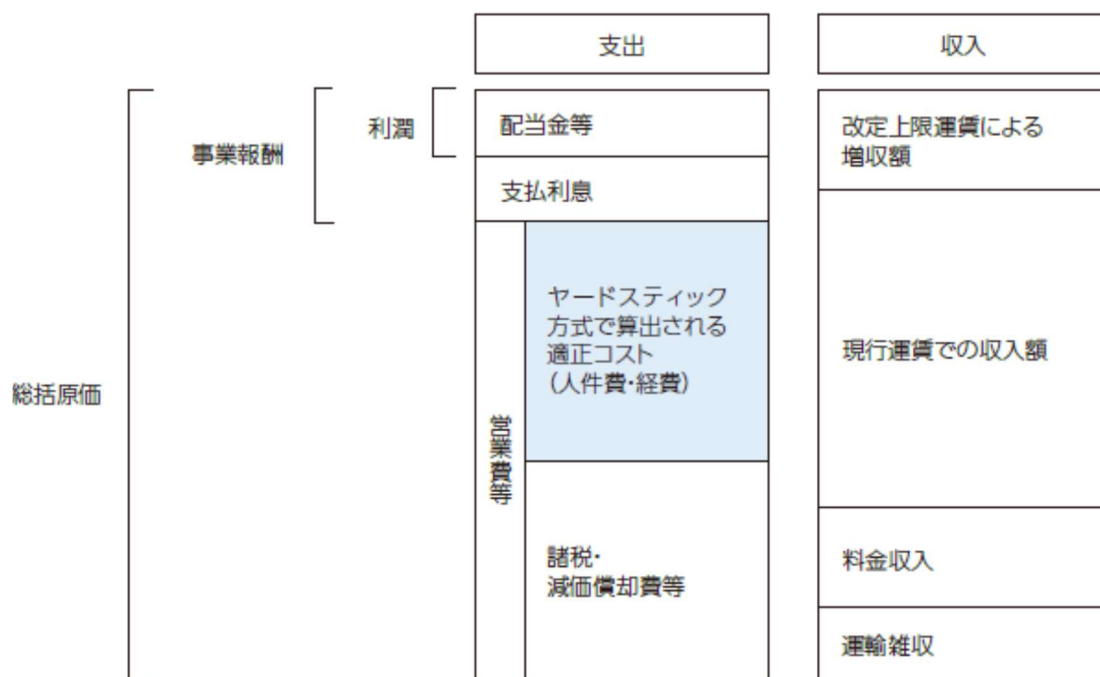 支出
収入
総括原価
事業報酬
利潤
配当金等
支払利息
営業費等
ヤードスティック
方式で算出される
適正コスト
（人件費・経費）
諸税・
減価償却費等
改定上限運賃による
増収額
現行運賃での収入額
料金収入
運輸雑収